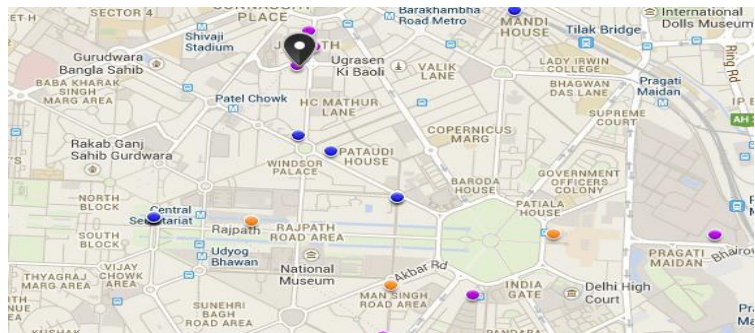 SECTOR 4
PLACE
Barakhambha
Road Metro
MANDI
HOUSE
International
Dolls Museum
Shivaji
Stadium
Tilak Bridge
Gurudwara
Bangla Sahib
Ugrasen
Ki Baoli
VALIK
LANE
LADY IRWIN
COLLEGE
Ring Rd
Pragati
Maidan
BABA KHARAK
SINGH MARG AREA
Patel Chowk
HC MATHUR
LANE
BHAGWAN
DAS LANE
SUPREME
COURT
COPERNICUS
MARG
Rakab Ganj
Sahib Gurdwara
PATAUDI
HOUSE
WINDSOR
PLACE
BARODA
HOUSE
GOVERNMENT
OFFICERS
COLONY
NORTH
BLOCK
Central
PATIALA
HOUSE
SOUTH
BLOCK
Rajpath
RAJPATH
ROAD AREA
Udyog
Bhawan
PRAGATI
MAIDAN
THYAGRAJ
MARG AREA
VIJAY
CHOWK
AREA
National
Museum
Akbar Rd
MAN SINGH
ROAD AREA
INDIA
GATE
Delhi High
Court
SUNEHRI
BAGH
ROAD AREA